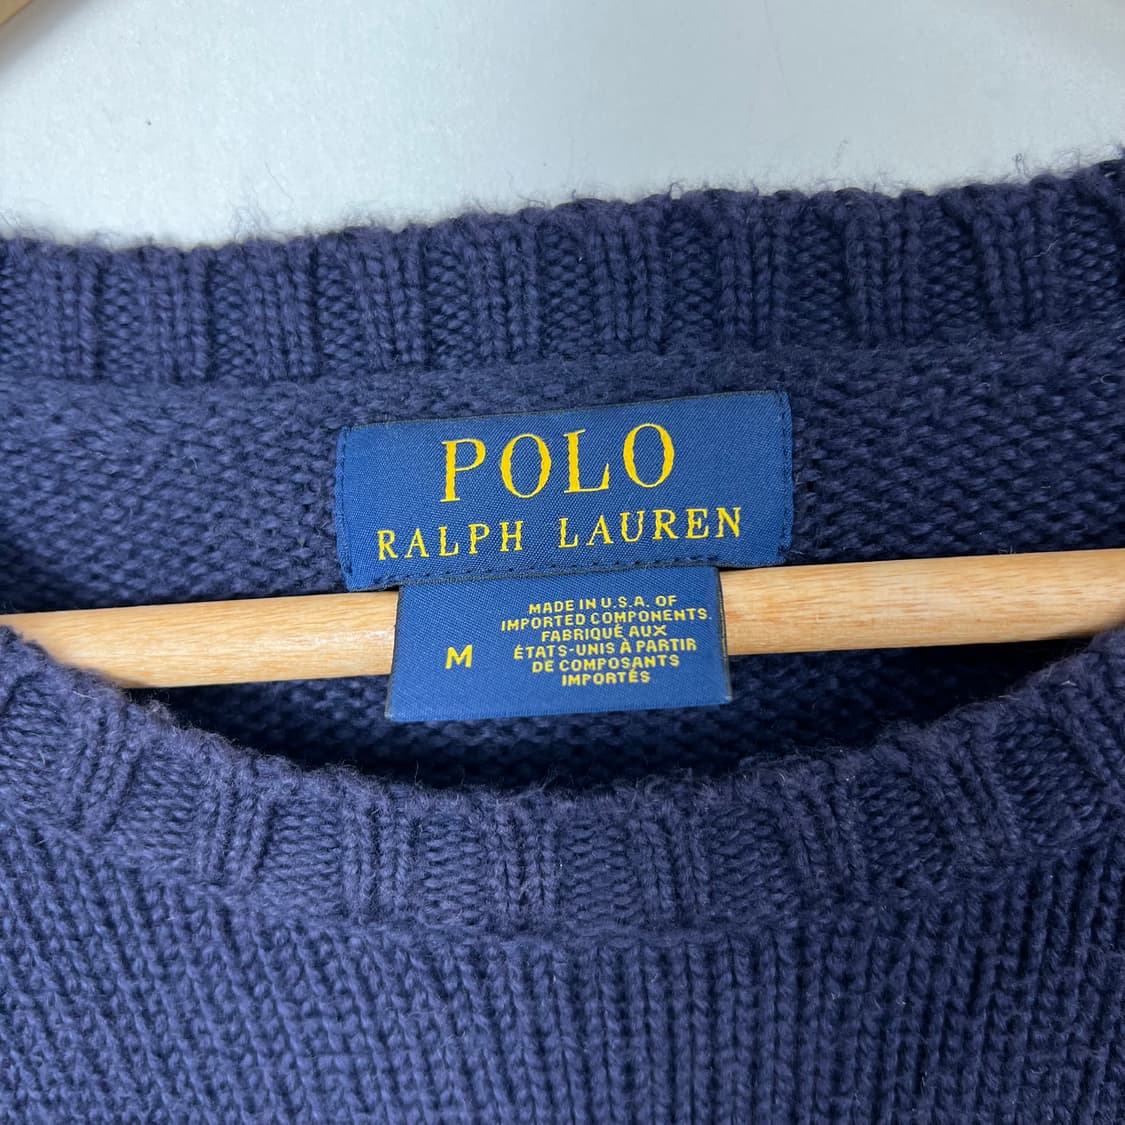 POLO
RALPH LAUREN
M
MADE IN U.S.A. OF
IMPORTED COMPONENTS.
FABRIQUÉ AUX
ÉTATS-UNIS À PARTIR
DE COMPOSANTS
IMPORTÉS